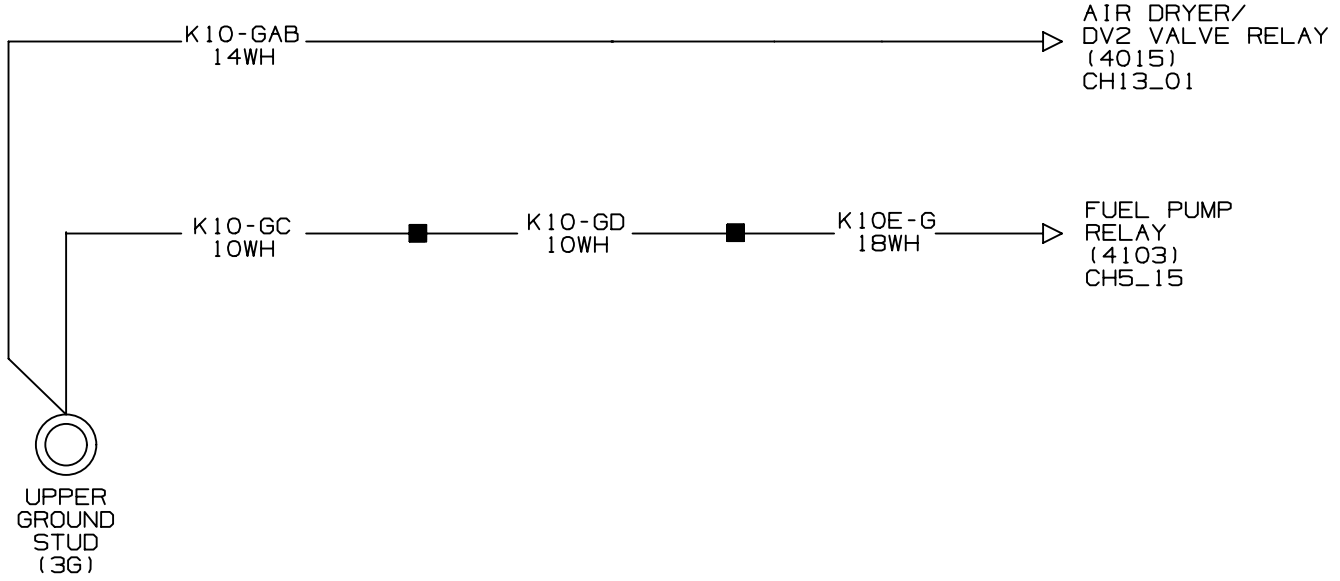 K10-GAB
14WH
AIR DRYER/
DV2 VALVE RELAY
(4015)
CH13_01
K10-GC
10WH
K10-GD
10WH
K10E-G
18WH
FUEL PUMP
RELAY
(4103)
CH5_15
UPPER
GROUND
STUD
(3G)